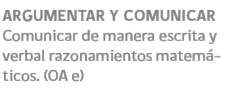 ARGUMENTAR Y COMUNICAR
Comunicar de manera escrita y
verbal razonamientos matemá-
ticos. (OA e)